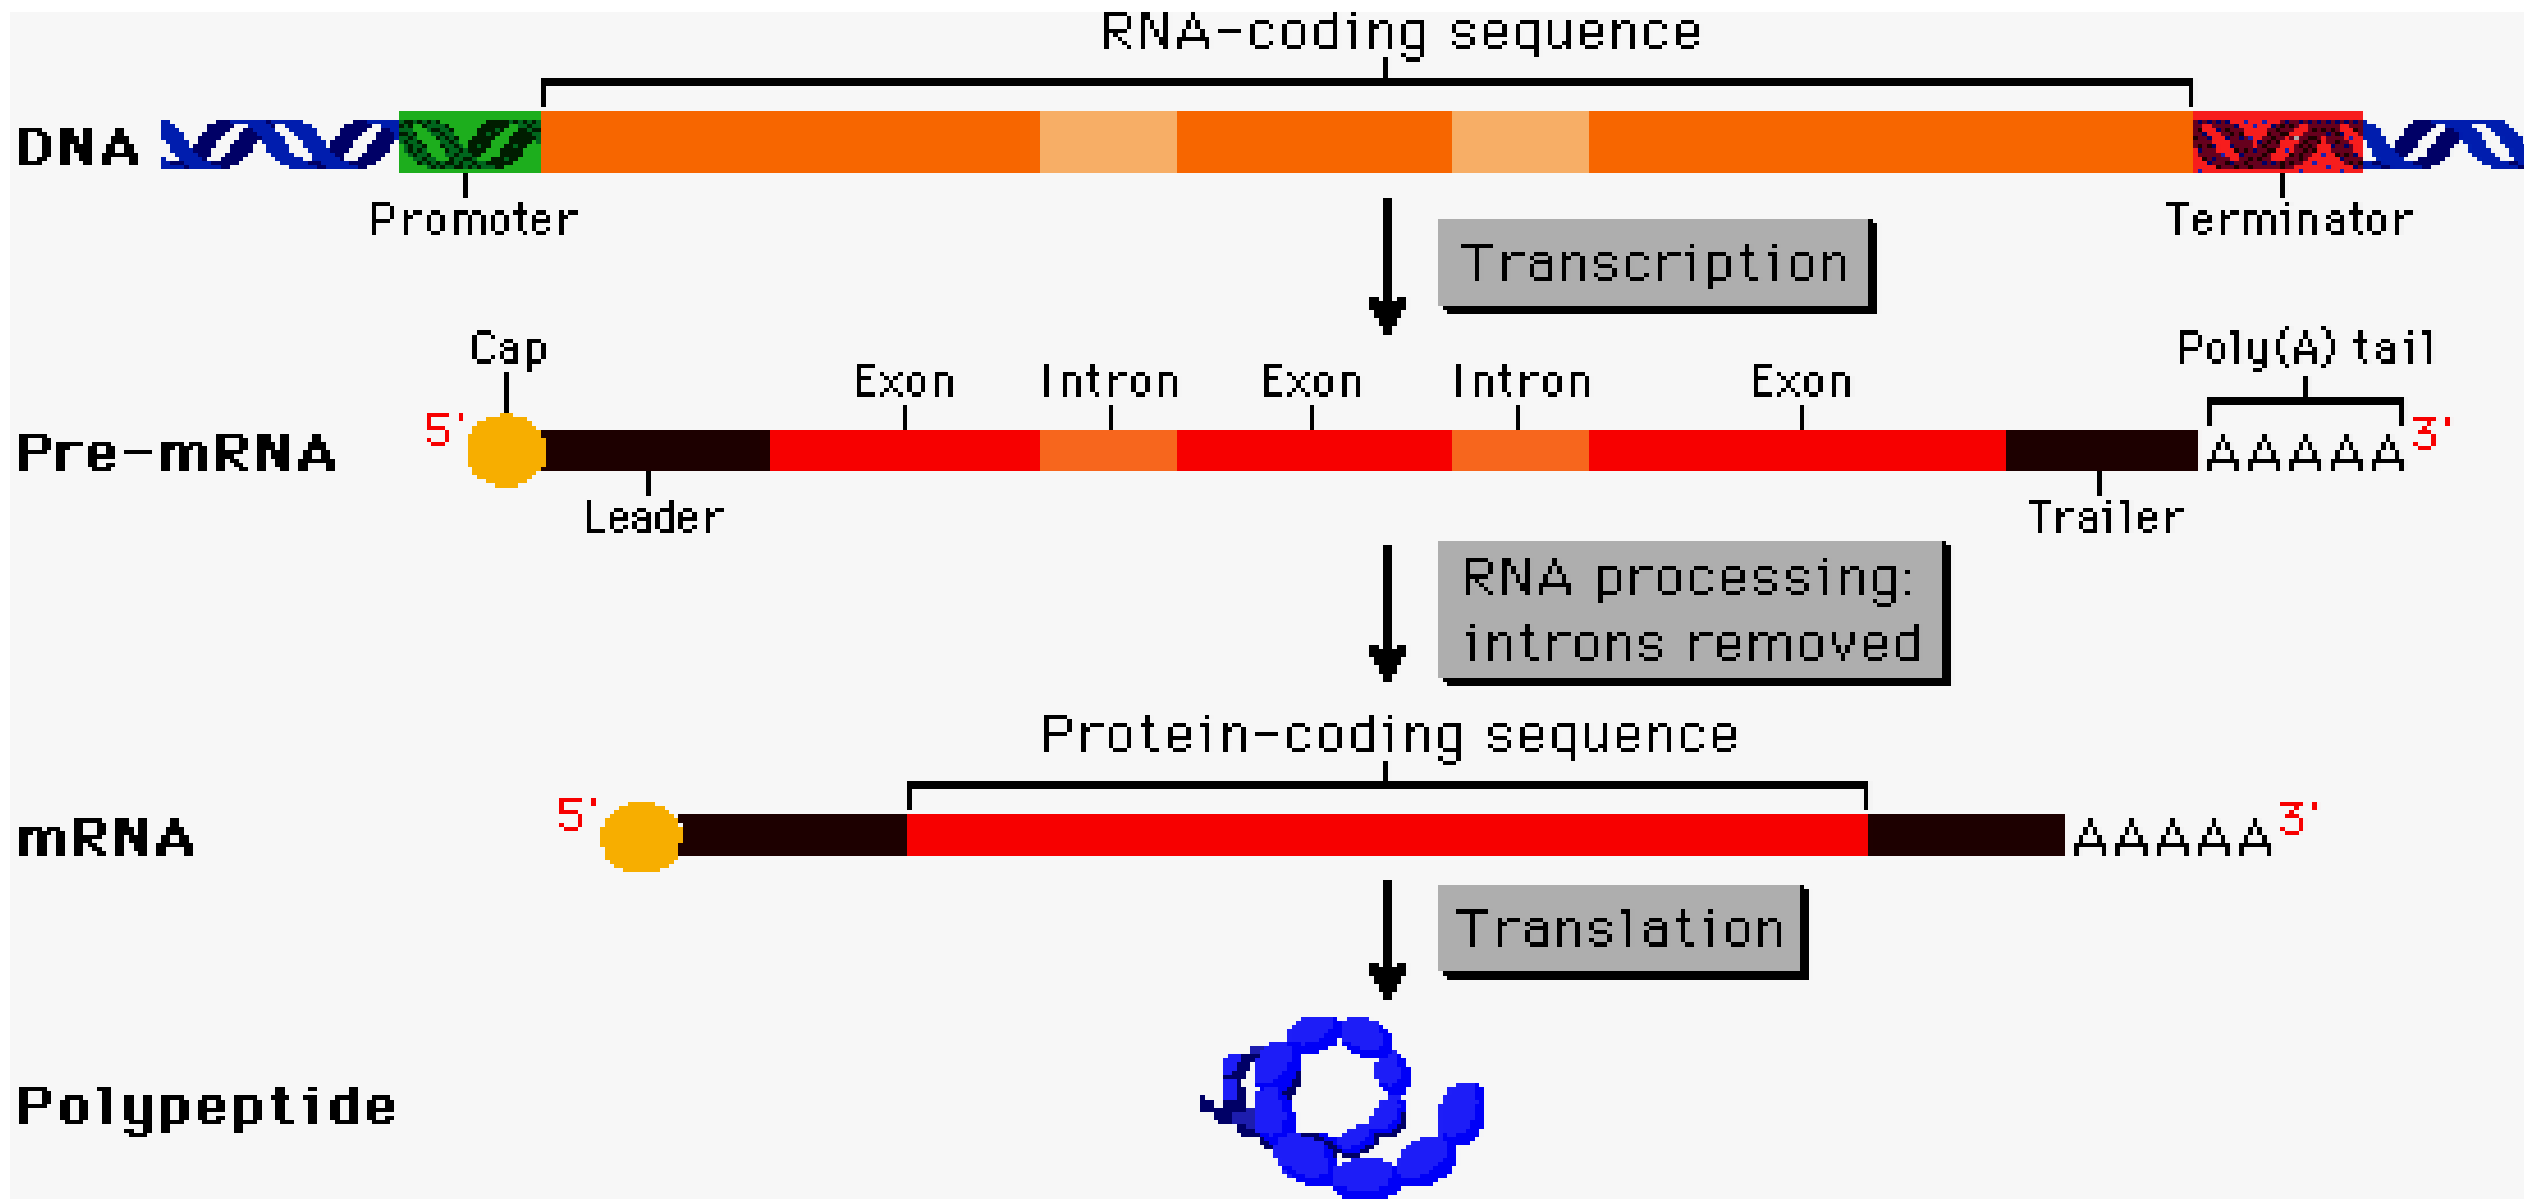 RNA-coding sequence
DNA
Promoter
Terminator
Transcription
Cap
Poly(A) tail
Exon Intron Exon Intron Exon
5' 3'
Pre-mRNA
AAAAA
Leader
Trailer
RNA processing:
introns removed
Protein-coding sequence
5' 3'
mRNA
AAAAA
Translation
Polypeptide